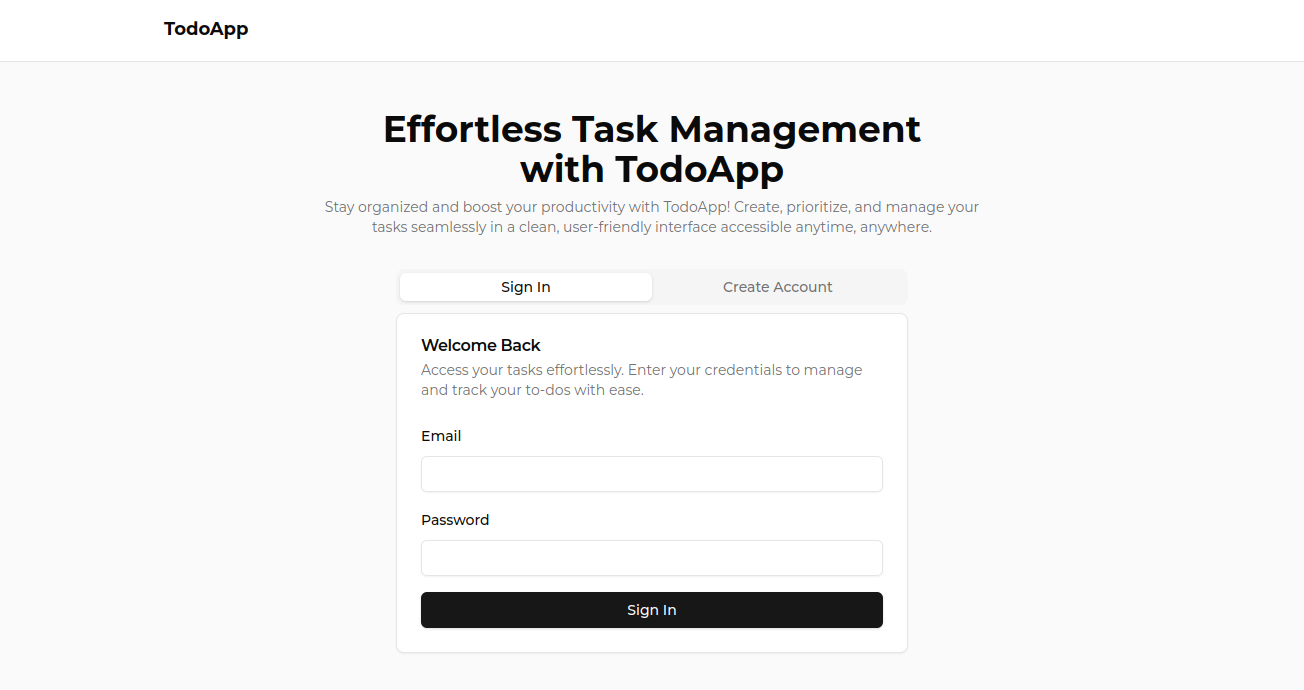 TodoApp
Effortless Task Management
with TodoApp
Stay organized and boost your productivity with TodoApp! Create, prioritize, and manage your
tasks seamlessly in a clean, user-friendly interface accessible anytime, anywhere.
Sign In
Create Account
Welcome Back
Access your tasks effortlessly. Enter your credentials to manage
and track your to-dos with ease.
Email
Password
Sign In